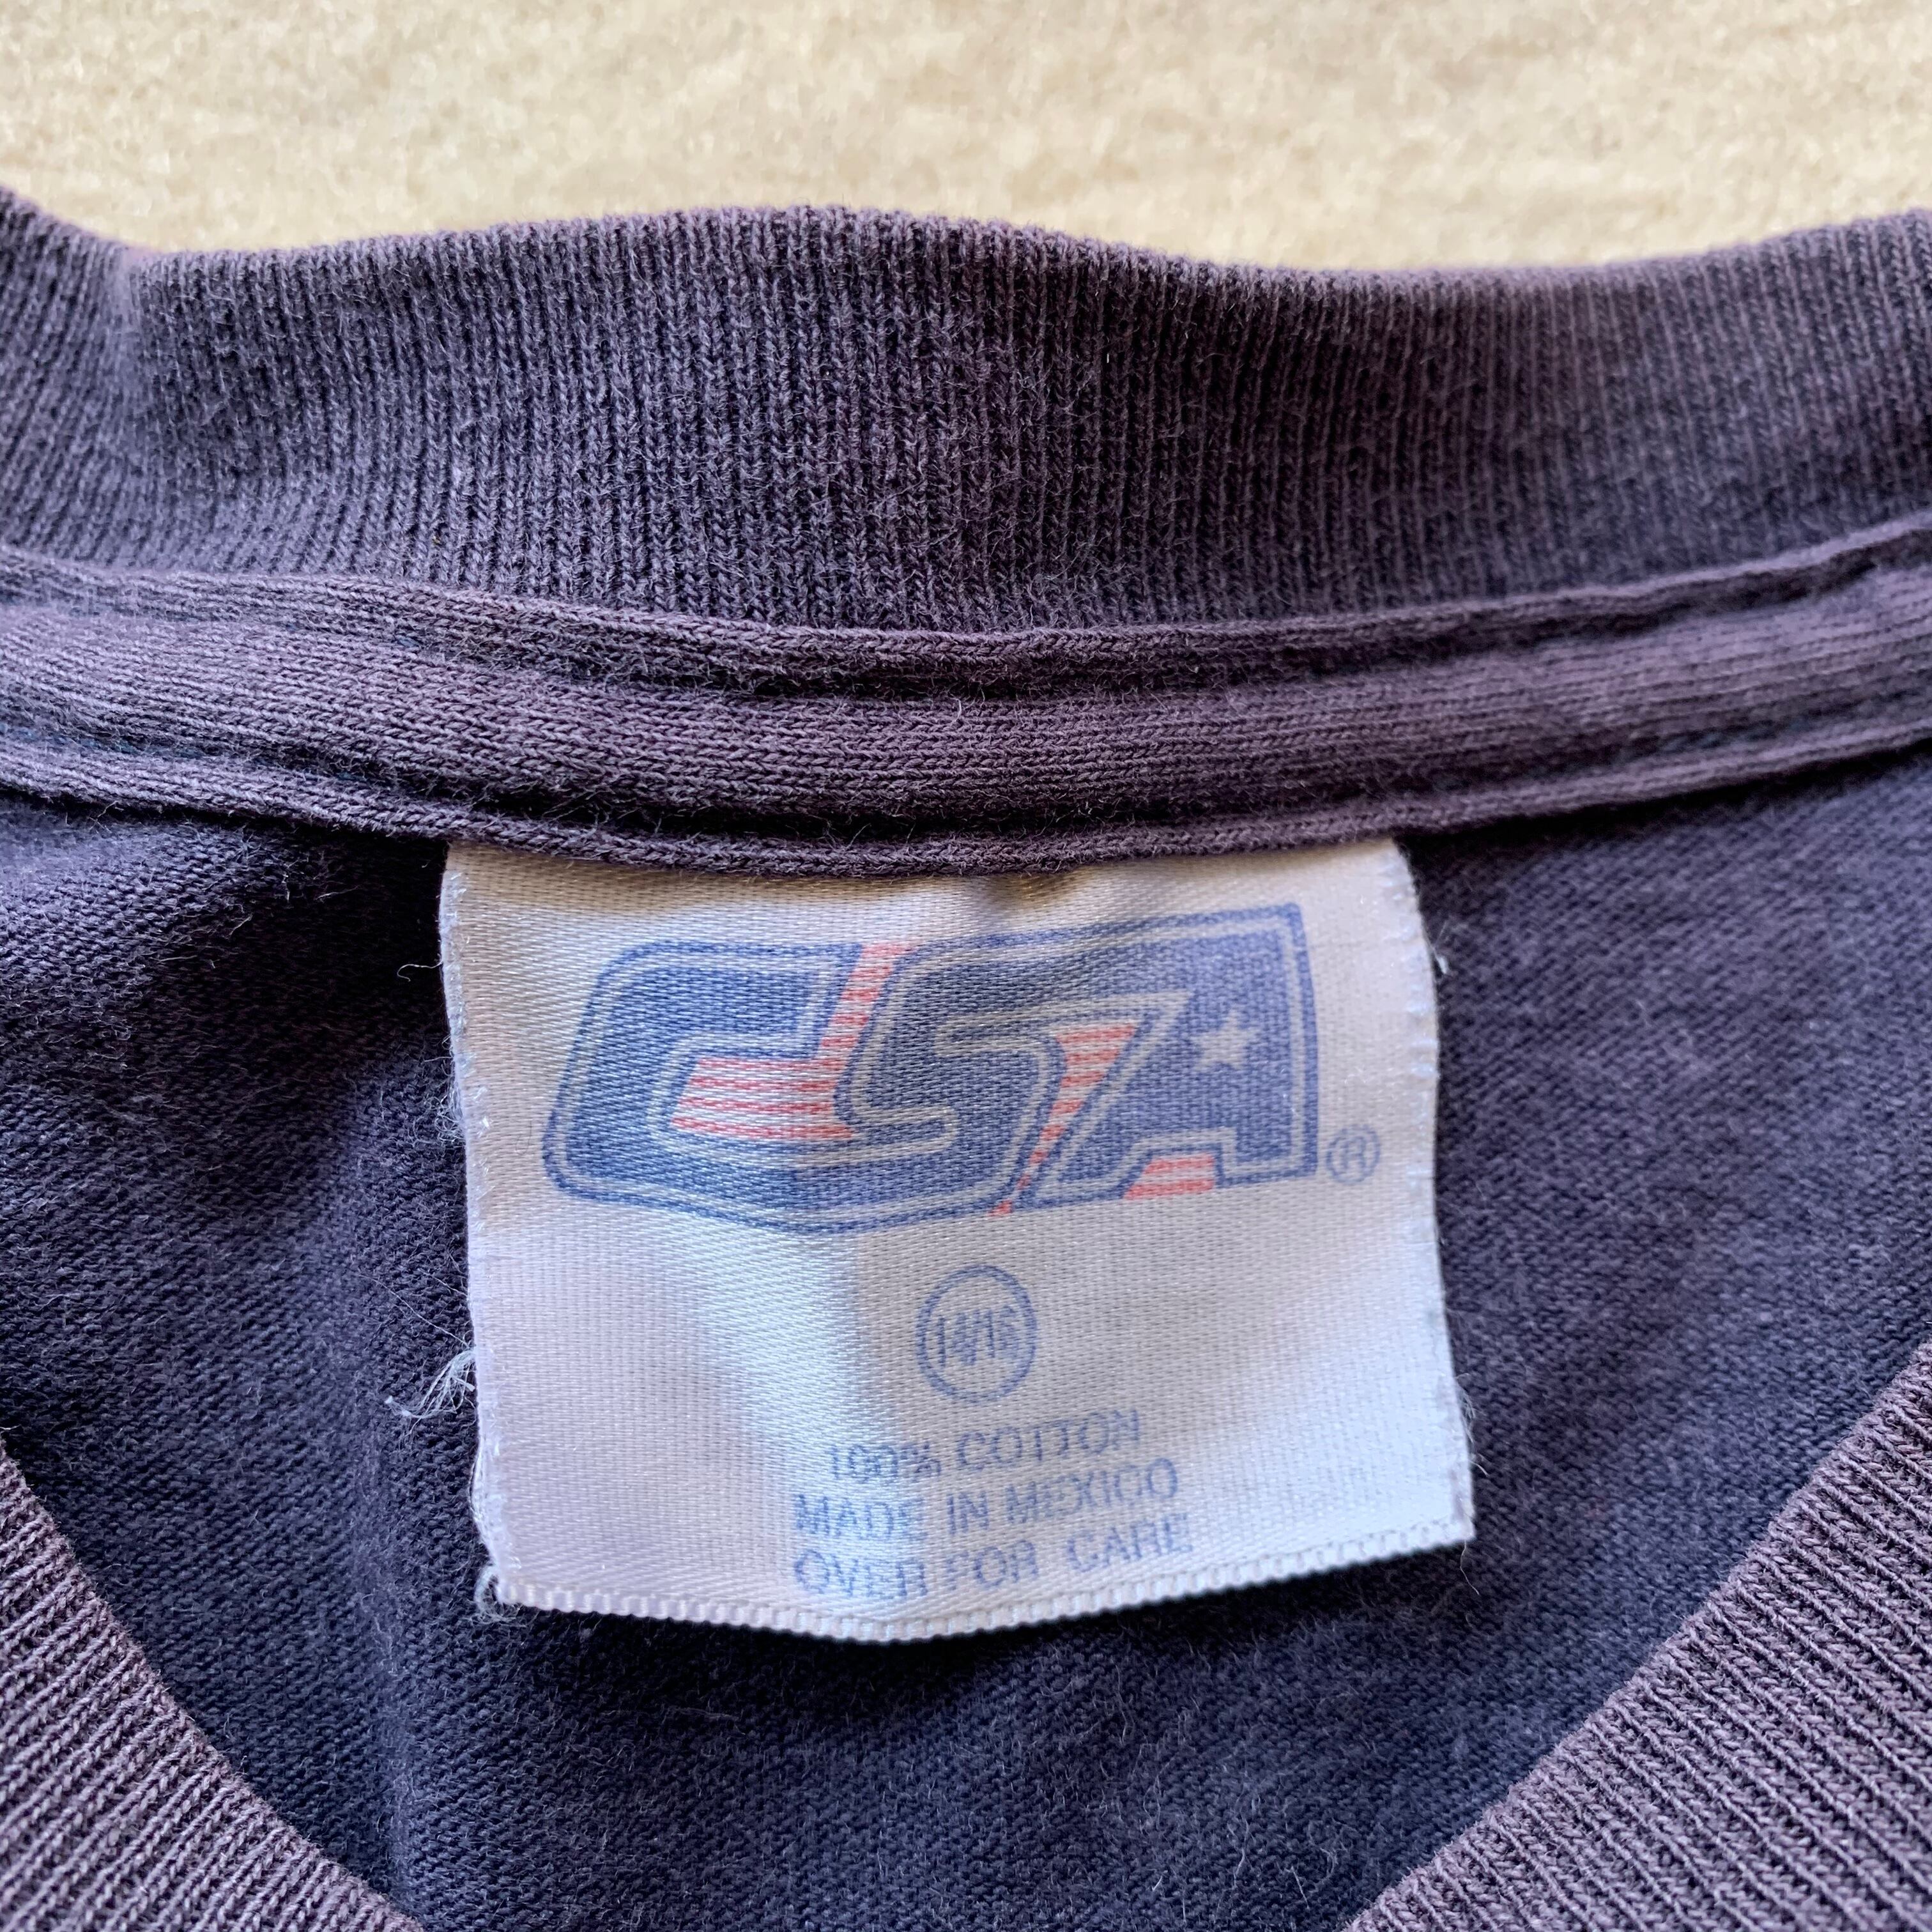 CSA ®
14/16
100% COTTON
MADE IN MEXICO
OVER FOR CARE